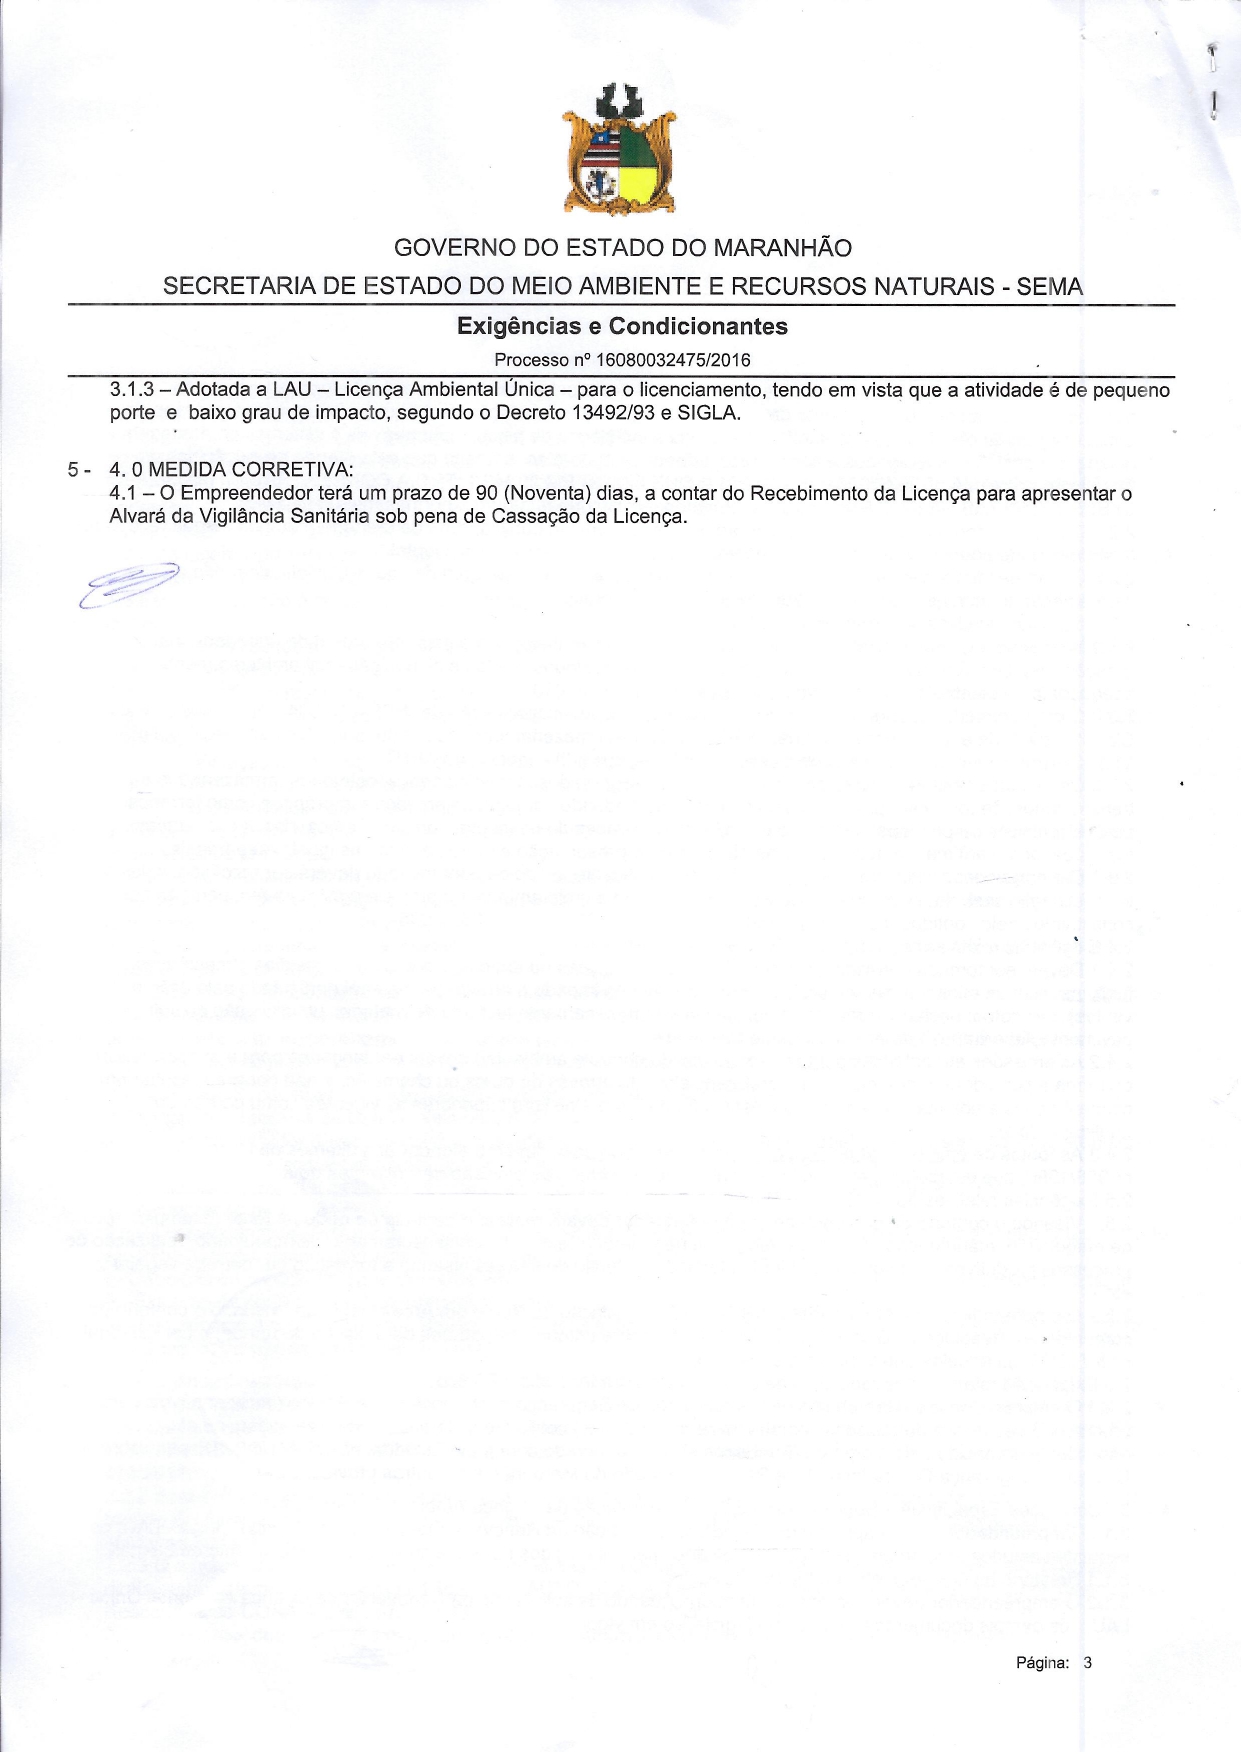 GOVERNO DO ESTADO DO MARANHÃO
SECRETARIA DE ESTADO DO MEIO AMBIENTE E RECURSOS NATURAIS - SEMA
Exigências e Condicionantes
Processo nº 16080032475/2016
3.1.3 – Adotada a LAU – Licença Ambiental Única – para o licenciamento, tendo em vista que a atividade é de pequeno
porte e baixo grau de impacto, segundo o Decreto 13492/93 e SIGLA.
5 - 4. 0 MEDIDA CORRETIVA:
4.1 – O Empreendedor terá um prazo de 90 (Noventa) dias, a contar do Recebimento da Licença para apresentar o
Alvará da Vigilância Sanitária sob pena de Cassação da Licença.
Página: 3